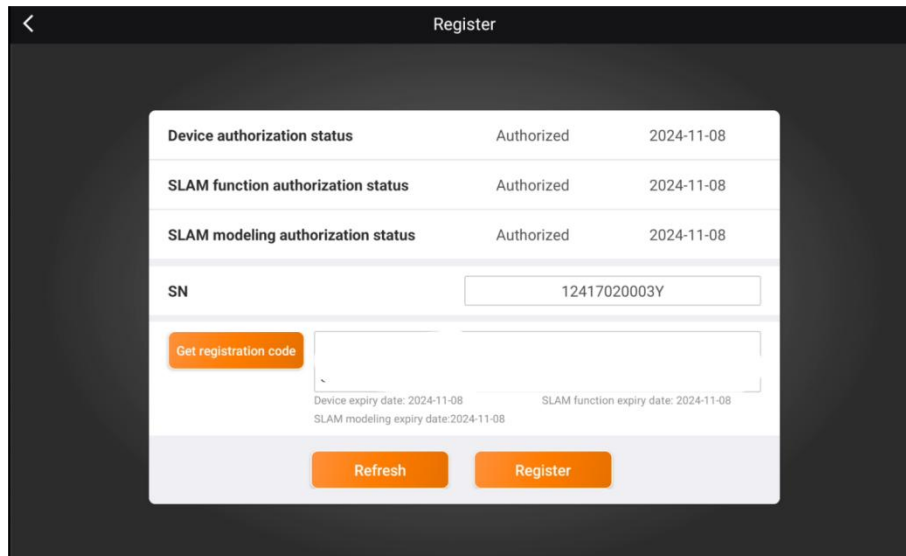 Register
Device authorization status Authorized 2024-11-08
SLAM function authorization status Authorized 2024-11-08
SLAM modeling authorization status Authorized 2024-11-08
SN 12417020003Y
Get registration code
Device expiry date: 2024-11-08 SLAM function expiry date: 2024-11-08
SLAM modeling expiry date:2024-11-08
Refresh Register